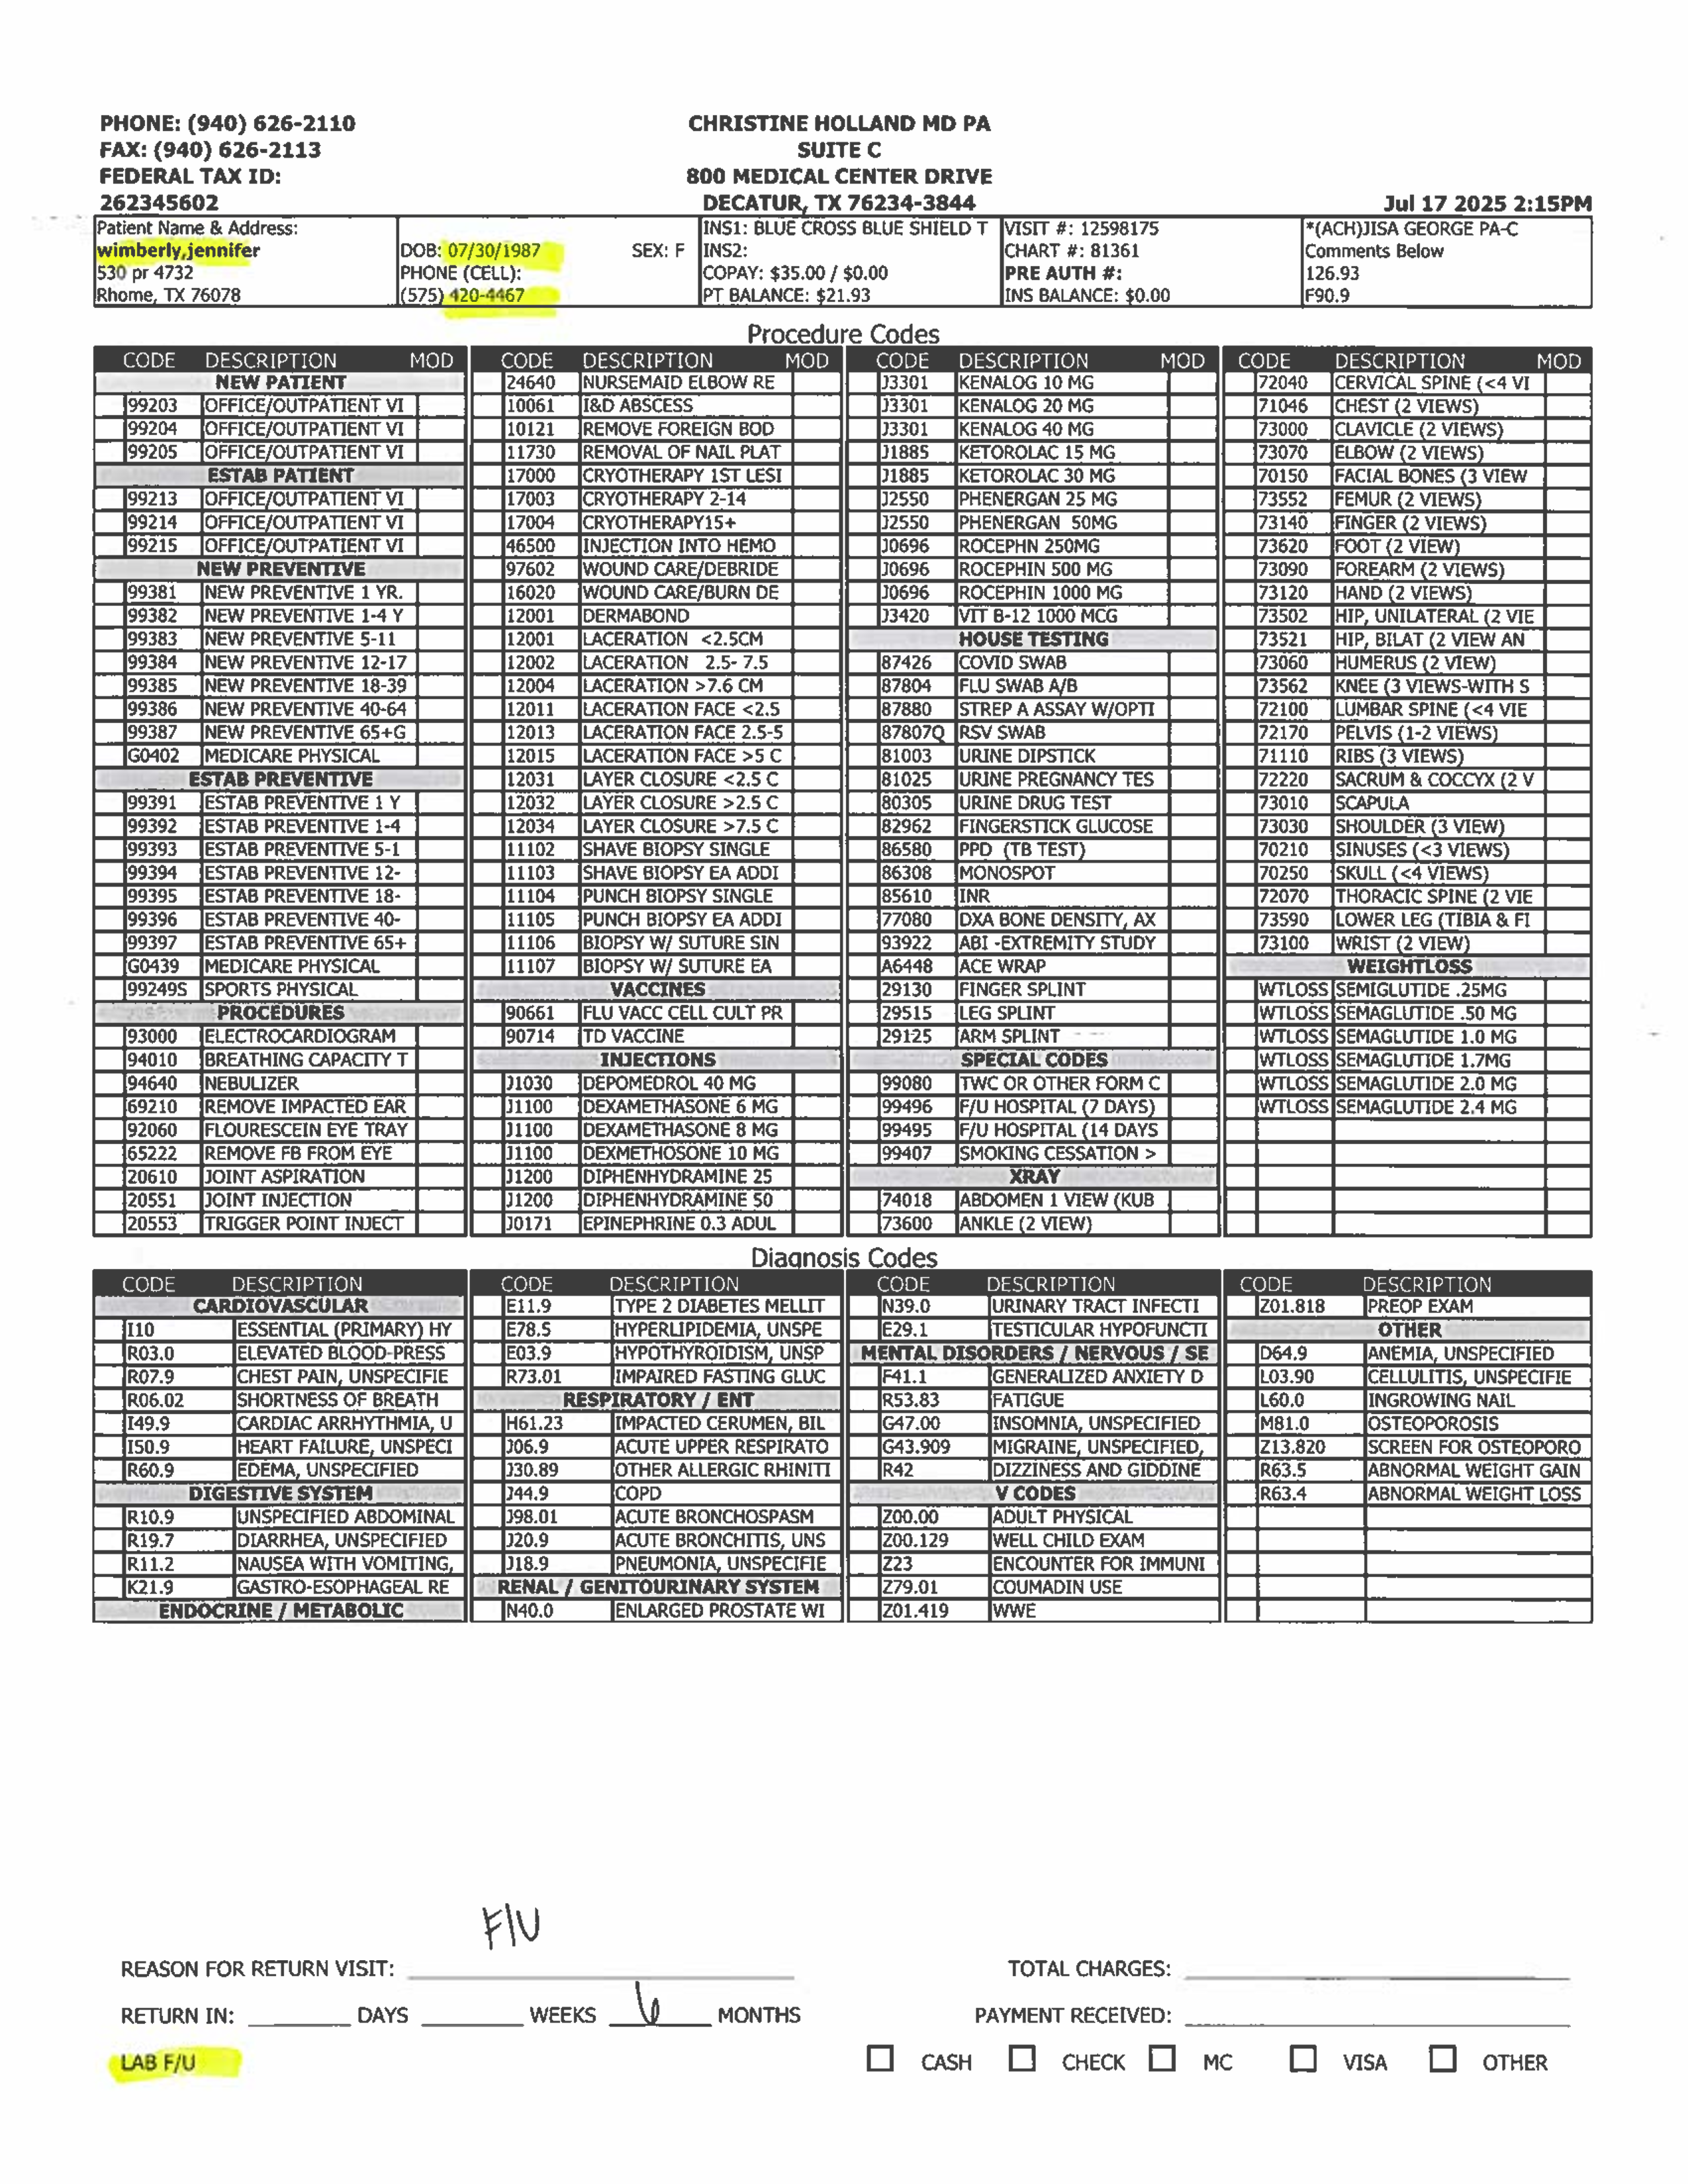 PHONE: (940) 626-2110
FAX: (940) 626-2113
FEDERAL TAX ID:
262345602
CHRISTINE HOLLAND MD PA
SUITE C
800 MEDICAL CENTER DRIVE
DECATUR, TX 76234-3844
Jul 17 2025 2:15PM
Patient Name & Address:
wimberly,jennifer
530 pr 4732
Rhome, TX 76078
DOB: 07/30/1987 SEX: F
PHONE (CELL):
(575) 420-4467
INS1: BLUE CROSS BLUE SHIELD T
INS2:
COPAY: $35.00 / $0.00
PT BALANCE: $21.93
VISIT #: 12598175
CHART #: 81361
PRE AUTH #:
INS BALANCE: $0.00
*(ACH)JISA GEORGE PA-C
Comments Below
126.93
F90.9
Procedure Codes
CODE DESCRIPTION MOD
NEW PATIENT
99203 OFFICE/OUTPATIENT VI
99204 OFFICE/OUTPATIENT VI
99205 OFFICE/OUTPATIENT VI
ESTAB PATIENT
99213 OFFICE/OUTPATIENT VI
99214 OFFICE/OUTPATIENT VI
99215 OFFICE/OUTPATIENT VI
NEW PREVENTIVE
99381 NEW PREVENTIVE 1 YR.
99382 NEW PREVENTIVE 1-4 Y
99383 NEW PREVENTIVE 5-11
99384 NEW PREVENTIVE 12-17
99385 NEW PREVENTIVE 18-39
99386 NEW PREVENTIVE 40-64
99387 NEW PREVENTIVE 65+G
G0402 MEDICARE PHYSICAL
ESTAB PREVENTIVE
99391 ESTAB PREVENTIVE 1 Y
99392 ESTAB PREVENTIVE 1-4
99393 ESTAB PREVENTIVE 5-1
99394 ESTAB PREVENTIVE 12-
99395 ESTAB PREVENTIVE 18-
99396 ESTAB PREVENTIVE 40-
99397 ESTAB PREVENTIVE 65+
G0439 MEDICARE PHYSICAL
99249S SPORTS PHYSICAL
PROCEDURES
93000 ELECTROCARDIOGRAM
94010 BREATHING CAPACITY T
94640 NEBULIZER
69210 REMOVE IMPACTED EAR
92060 FLOURESCEIN EYE TRAY
65222 REMOVE FB FROM EYE
20610 JOINT ASPIRATION
20551 JOINT INJECTION
20553 TRIGGER POINT INJECT
CODE DESCRIPTION MOD
24640 NURSEMAID ELBOW RE
10061 I&D ABSCESS
10121 REMOVE FOREIGN BOD
11730 REMOVAL OF NAIL PLAT
17000 CRYOTHERAPY 1ST LESI
17003 CRYOTHERAPY 2-14
17004 CRYOTHERAPY15+
46500 INJECTION INTO HEMO
97602 WOUND CARE/DEBRIDE
16020 WOUND CARE/BURN DE
12001 DERMABOND
12001 LACERATION <2.5CM
12002 LACERATION 2.5- 7.5
12004 LACERATION >7.6 CM
12011 LACERATION FACE <2.5
12013 LACERATION FACE 2.5-5
12015 LACERATION FACE >5 C
12031 LAYER CLOSURE <2.5 C
12032 LAYER CLOSURE >2.5 C
12034 LAYER CLOSURE >7.5 C
11102 SHAVE BIOPSY SINGLE
11103 SHAVE BIOPSY EA ADDI
11104 PUNCH BIOPSY SINGLE
11105 PUNCH BIOPSY EA ADDI
11106 BIOPSY W/ SUTURE SIN
11107 BIOPSY W/ SUTURE EA
VACCINES
90661 FLU VACC CELL CULT PR
90714 TD VACCINE
INJECTIONS
J1030 DEPOMEDROL 40 MG
J1100 DEXAMETHASONE 6 MG
J1100 DEXAMETHASONE 8 MG
J1100 DEXMETHOSONE 10 MG
J1200 DIPHENHYDRAMINE 25
J1200 DIPHENHYDRAMINE 50
J0171 EPINEPHRINE 0.3 ADUL
CODE DESCRIPTION MOD
J3301 KENALOG 10 MG
J3301 KENALOG 20 MG
J3301 KENALOG 40 MG
J1885 KETOROLAC 15 MG
J1885 KETOROLAC 30 MG
J2550 PHENERGAN 25 MG
J2550 PHENERGAN 50MG
J0696 ROCEPHN 250MG
J0696 ROCEPHIN 500 MG
J0696 ROCEPHIN 1000 MG
J3420 VIT B-12 1000 MCG
HOUSE TESTING
87426 COVID SWAB
87804 FLU SWAB A/B
87880 STREP A ASSAY W/OPTI
87807Q RSV SWAB
81003 URINE DIPSTICK
81025 URINE PREGNANCY TES
80305 URINE DRUG TEST
82962 FINGERSTICK GLUCOSE
86580 PPD (TB TEST)
86308 MONOSPOT
85610 INR
77080 DXA BONE DENSITY, AX
93922 ABI -EXTREMITY STUDY
A6448 ACE WRAP
29130 FINGER SPLINT
29515 LEG SPLINT
29125 ARM SPLINT
SPECIAL CODES
99080 TWC OR OTHER FORM C
99496 F/U HOSPITAL (7 DAYS)
99495 F/U HOSPITAL (14 DAYS
99407 SMOKING CESSATION >
XRAY
74018 ABDOMEN 1 VIEW (KUB
73600 ANKLE (2 VIEW)
CODE DESCRIPTION MOD
72040 CERVICAL SPINE (<4 VI
71046 CHEST (2 VIEWS)
73000 CLAVICLE (2 VIEWS)
73070 ELBOW (2 VIEWS)
70150 FACIAL BONES (3 VIEW
73552 FEMUR (2 VIEWS)
73140 FINGER (2 VIEWS)
73620 FOOT (2 VIEW)
73090 FOREARM (2 VIEWS)
73120 HAND (2 VIEWS)
73502 HIP, UNILATERAL (2 VIE
73521 HIP, BILAT (2 VIEW AN
73060 HUMERUS (2 VIEW)
73562 KNEE (3 VIEWS-WITH S
72100 LUMBAR SPINE (<4 VIE
72170 PELVIS (1-2 VIEWS)
71110 RIBS (3 VIEWS)
72220 SACRUM & COCCYX (2 V
73010 SCAPULA
73030 SHOULDER (3 VIEW)
70210 SINUSES (<3 VIEWS)
70250 SKULL (<4 VIEWS)
72070 THORACIC SPINE (2 VIE
73590 LOWER LEG (TIBIA & FI
73100 WRIST (2 VIEW)
WEIGHTLOSS
WTLOSS SEMIGLUTIDE .25MG
WTLOSS SEMAGLUTIDE .50 MG
WTLOSS SEMAGLUTIDE 1.0 MG
WTLOSS SEMAGLUTIDE 1.7MG
WTLOSS SEMAGLUTIDE 2.0 MG
WTLOSS SEMAGLUTIDE 2.4 MG
Diagnosis Codes
CODE DESCRIPTION
CARDIOVASCULAR
I10 ESSENTIAL (PRIMARY) HY
R03.0 ELEVATED BLOOD-PRESS
R07.9 CHEST PAIN, UNSPECIFIE
R06.02 SHORTNESS OF BREATH
I49.9 CARDIAC ARRHYTHMIA, U
I50.9 HEART FAILURE, UNSPECI
R60.9 EDEMA, UNSPECIFIED
DIGESTIVE SYSTEM
R10.9 UNSPECIFIED ABDOMINAL
R19.7 DIARRHEA, UNSPECIFIED
R11.2 NAUSEA WITH VOMITING,
K21.9 GASTRO-ESOPHAGEAL RE
ENDOCRINE / METABOLIC
CODE DESCRIPTION
E11.9 TYPE 2 DIABETES MELLIT
E78.5 HYPERLIPIDEMIA, UNSPE
E03.9 HYPOTHYROIDISM, UNSP
R73.01 IMPAIRED FASTING GLUC
RESPIRATORY / ENT
H61.23 IMPACTED CERUMEN, BIL
J06.9 ACUTE UPPER RESPIRATO
J30.89 OTHER ALLERGIC RHINITI
J44.9 COPD
J98.01 ACUTE BRONCHOSPASM
J20.9 ACUTE BRONCHITIS, UNS
J18.9 PNEUMONIA, UNSPECIFIE
RENAL / GENITOURINARY SYSTEM
N40.0 ENLARGED PROSTATE WI
CODE DESCRIPTION
N39.0 URINARY TRACT INFECTI
E29.1 TESTICULAR HYPOFUNCTI
MENTAL DISORDERS / NERVOUS / SE
F41.1 GENERALIZED ANXIETY D
R53.83 FATIGUE
G47.00 INSOMNIA, UNSPECIFIED
G43.909 MIGRAINE, UNSPECIFIED,
R42 DIZZINESS AND GIDDINE
V CODES
Z00.00 ADULT PHYSICAL
Z00.129 WELL CHILD EXAM
Z23 ENCOUNTER FOR IMMUNI
Z79.01 COUMADIN USE
Z01.419 WWE
CODE DESCRIPTION
Z01.818 PREOP EXAM
OTHER
D64.9 ANEMIA, UNSPECIFIED
L03.90 CELLULITIS, UNSPECIFIE
L60.0 INGROWING NAIL
M81.0 OSTEOPOROSIS
Z13.820 SCREEN FOR OSTEOPORO
R63.5 ABNORMAL WEIGHT GAIN
R63.4 ABNORMAL WEIGHT LOSS
F/U
REASON FOR RETURN VISIT:
RETURN IN: DAYS WEEKS 6 MONTHS
LAB F/U
TOTAL CHARGES:
PAYMENT RECEIVED:
CASH CHECK MC VISA OTHER